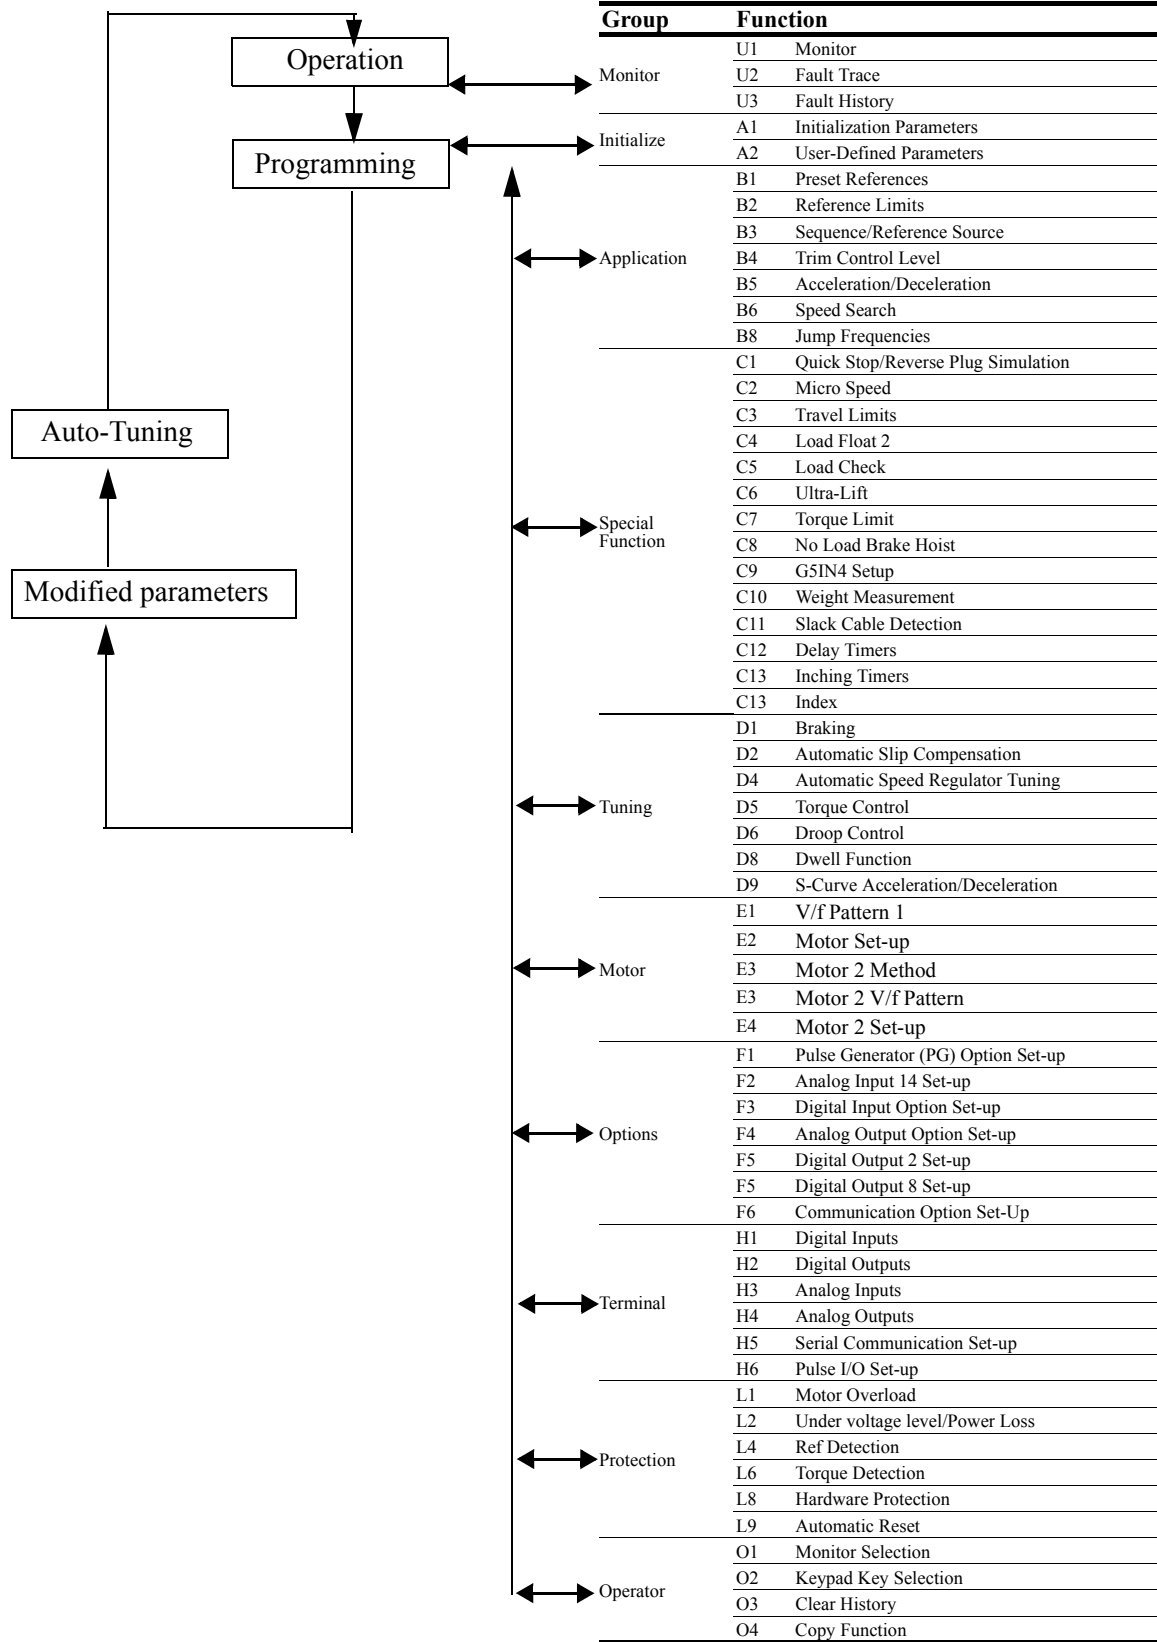 Operation
Programming
Auto-Tuning
Modified parameters
Group Function
Monitor
U1 Monitor
U2 Fault Trace
U3 Fault History
Initialize
A1 Initialization Parameters
A2 User-Defined Parameters
Application
B1 Preset References
B2 Reference Limits
B3 Sequence/Reference Source
B4 Trim Control Level
B5 Acceleration/Deceleration
B6 Speed Search
B8 Jump Frequencies
Special
Function
C1 Quick Stop/Reverse Plug Simulation
C2 Micro Speed
C3 Travel Limits
C4 Load Float 2
C5 Load Check
C6 Ultra-Lift
C7 Torque Limit
C8 No Load Brake Hoist
C9 G5IN4 Setup
C10 Weight Measurement
C11 Slack Cable Detection
C12 Delay Timers
C13 Inching Timers
C13 Index
Tuning
D1 Braking
D2 Automatic Slip Compensation
D4 Automatic Speed Regulator Tuning
D5 Torque Control
D6 Droop Control
D8 Dwell Function
D9 S-Curve Acceleration/Deceleration
Motor
E1 V/f Pattern 1
E2 Motor Set-up
E3 Motor 2 Method
E3 Motor 2 V/f Pattern
E4 Motor 2 Set-up
Options
F1 Pulse Generator (PG) Option Set-up
F2 Analog Input 14 Set-up
F3 Digital Input Option Set-up
F4 Analog Output Option Set-up
F5 Digital Output 2 Set-up
F5 Digital Output 8 Set-up
F6 Communication Option Set-Up
Terminal
H1 Digital Inputs
H2 Digital Outputs
H3 Analog Inputs
H4 Analog Outputs
H5 Serial Communication Set-up
H6 Pulse I/O Set-up
Protection
L1 Motor Overload
L2 Under voltage level/Power Loss
L4 Ref Detection
L6 Torque Detection
L8 Hardware Protection
L9 Automatic Reset
Operator
O1 Monitor Selection
O2 Keypad Key Selection
O3 Clear History
O4 Copy Function